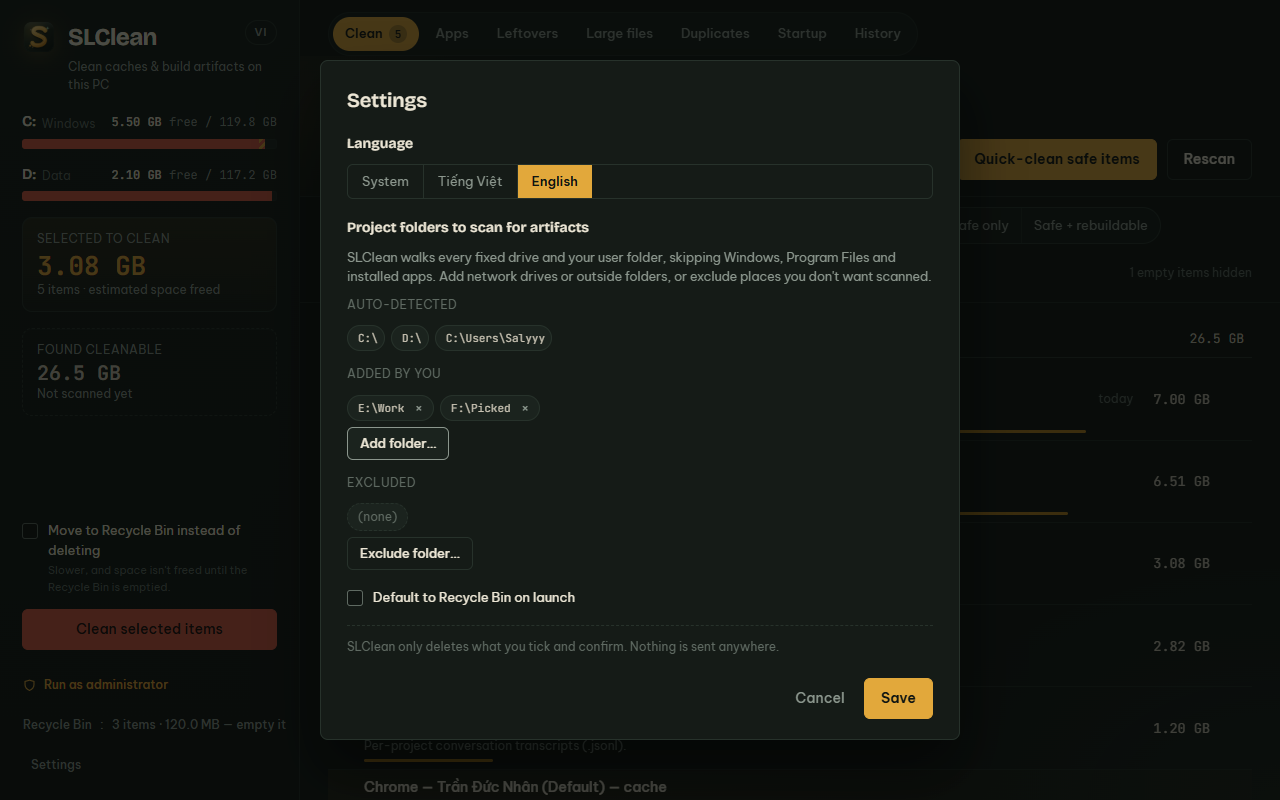 S SLClean VI
Clean caches & build artifacts on
this PC
C: Windows 5.50 GB free / 119.8 GB
D: Data 2.10 GB free / 117.2 GB
SELECTED TO CLEAN
3.08 GB
5 items · estimated space freed
FOUND CLEANABLE
26.5 GB
Not scanned yet
Move to Recycle Bin instead of
deleting
Slower, and space isn't freed until the
Recycle Bin is emptied.
Clean selected items
Run as administrator
Recycle Bin : 3 items · 120.0 MB — empty it
Settings
Clean 5 Apps Leftovers Large files Duplicates Startup History
Quick-clean safe items Rescan
afe only Safe + rebuildable
1 empty items hidden
26.5 GB
today 7.00 GB
6.51 GB
3.08 GB
2.82 GB
1.20 GB
Per-project conversation transcripts (.jsonl).
Chrome — Trần Đức Nhân (Default) — cache
Settings
Language
System Tiếng Việt English
Project folders to scan for artifacts
SLClean walks every fixed drive and your user folder, skipping Windows, Program Files and
installed apps. Add network drives or outside folders, or exclude places you don't want scanned.
AUTO-DETECTED
C:\ D:\ C:\Users\Salyyy
ADDED BY YOU
E:\Work × F:\Picked ×
Add folder…
EXCLUDED
(none)
Exclude folder…
Default to Recycle Bin on launch
SLClean only deletes what you tick and confirm. Nothing is sent anywhere.
Cancel Save